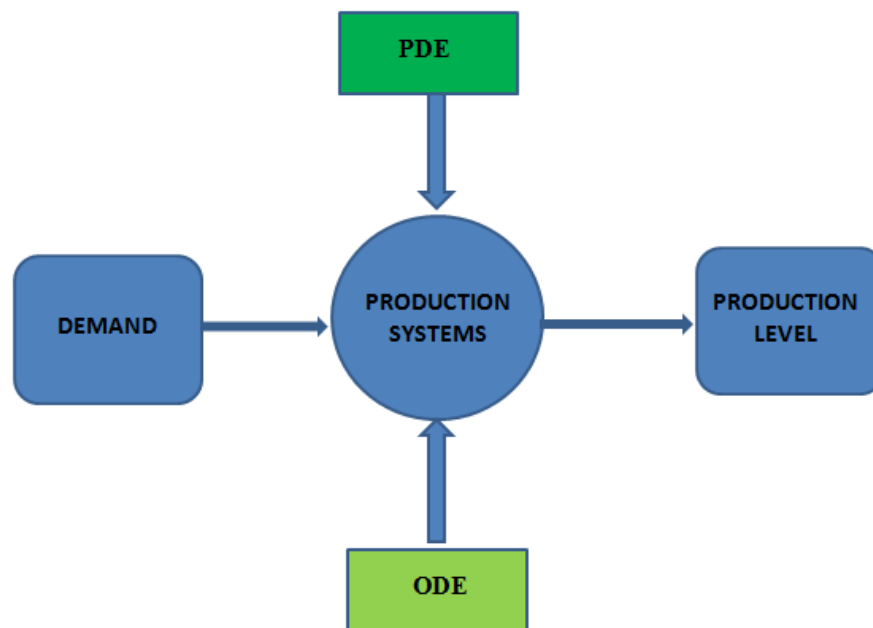 PDE
DEMAND
PRODUCTION
SYSTEMS
PRODUCTION
LEVEL
ODE